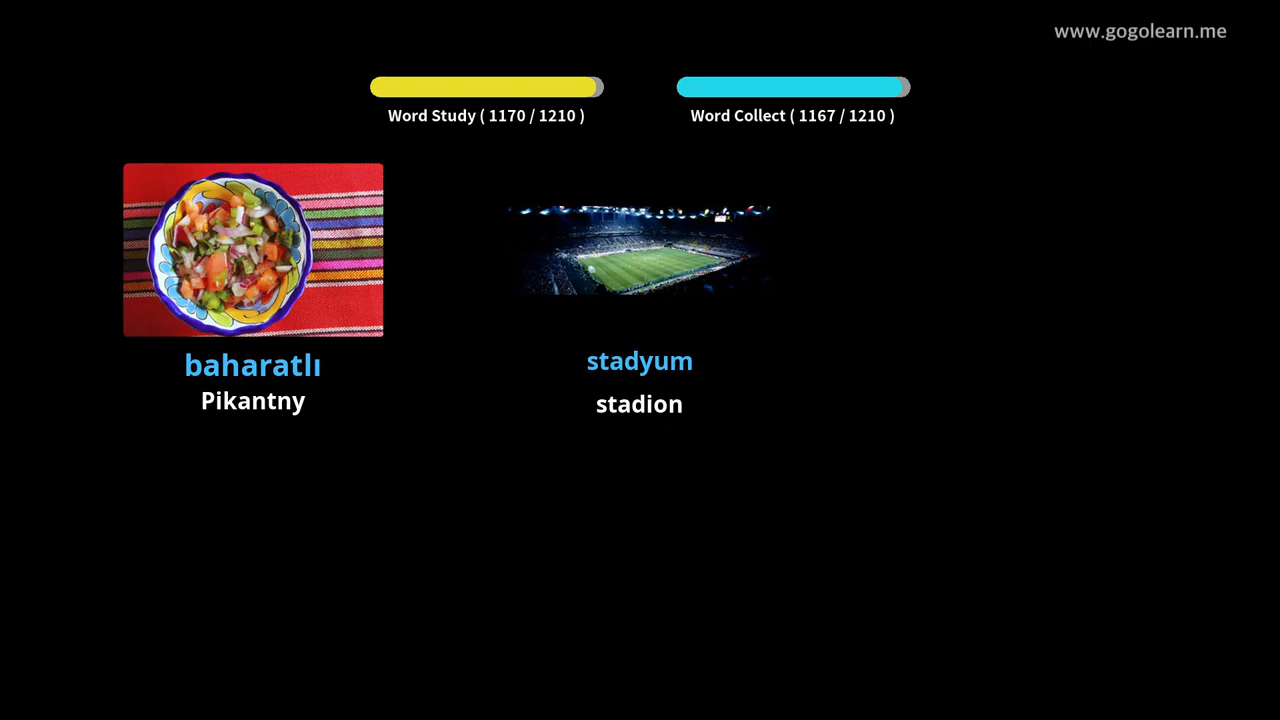 www.gogolearn.me
Word Study ( 1170 / 1210 )
Word Collect ( 1167 / 1210 )
baharatlı
Pikantny
stadyum
stadion